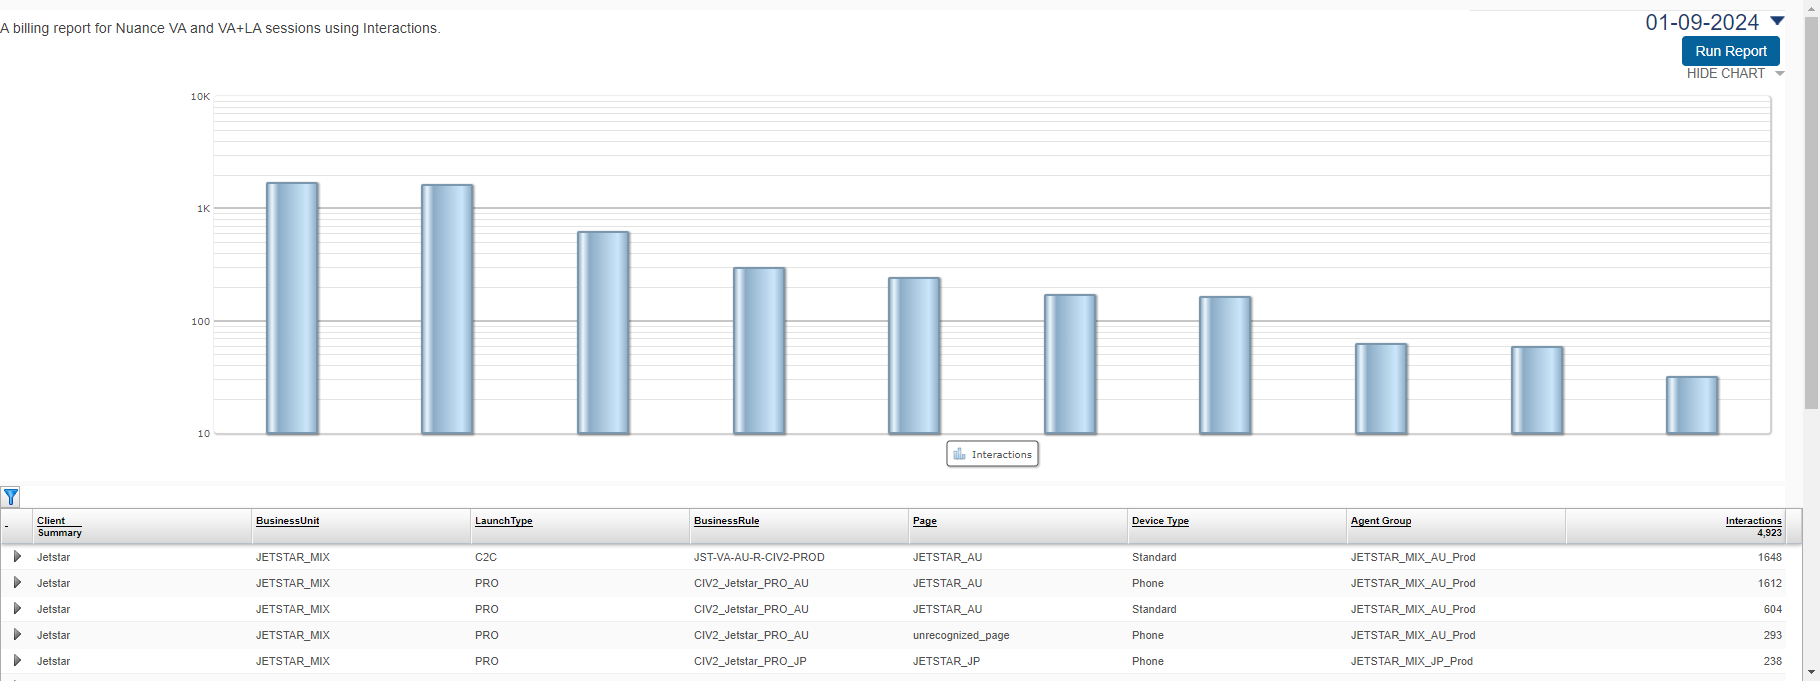 A billing report for Nuance VA and VA+LA sessions using Interactions.
01-09-2024
Run Report
HIDE CHART
10K
1K
100
10
Interactions
- Client Summary BusinessUnit LaunchType BusinessRule Page Device Type Agent Group Interactions 4,923
Jetstar JETSTAR_MIX C2C JST-VA-AU-R-CIV2-PROD JETSTAR_AU Standard JETSTAR_MIX_AU_Prod 1648
Jetstar JETSTAR_MIX PRO CIV2_Jetstar_PRO_AU JETSTAR_AU Phone JETSTAR_MIX_AU_Prod 1612
Jetstar JETSTAR_MIX PRO CIV2_Jetstar_PRO_AU JETSTAR_AU Standard JETSTAR_MIX_AU_Prod 604
Jetstar JETSTAR_MIX PRO CIV2_Jetstar_PRO_AU unrecognized_page Phone JETSTAR_MIX_AU_Prod 293
Jetstar JETSTAR_MIX PRO CIV2_Jetstar_PRO_JP JETSTAR_JP Phone JETSTAR_MIX_JP_Prod 238